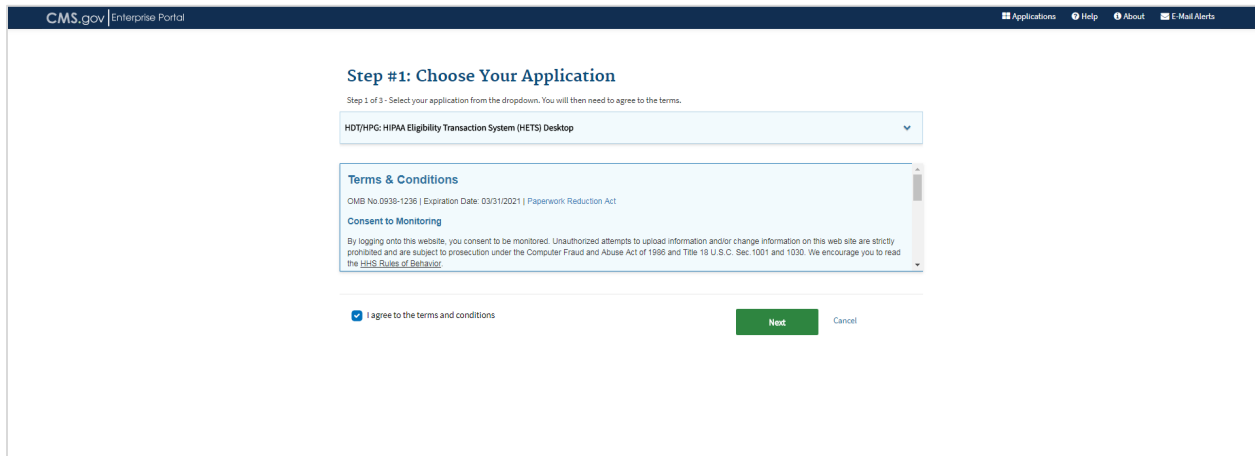 CMS.gov Enterprise Portal
Applications Help About E-Mail Alerts
Step #1: Choose Your Application
Step 1 of 3 - Select your application from the dropdown. You will then need to agree to the terms.
HDT/HPG: HIPAA Eligibility Transaction System (HETS) Desktop
Terms & Conditions
OMB No.0938-1236 | Expiration Date: 03/31/2021 | Paperwork Reduction Act
Consent to Monitoring
By logging onto this website, you consent to be monitored. Unauthorized attempts to upload information and/or change information on this web site are strictly
prohibited and are subject to prosecution under the Computer Fraud and Abuse Act of 1986 and Title 18 U.S.C. Sec.1001 and 1030. We encourage you to read
the HHS Rules of Behavior.
I agree to the terms and conditions
Next Cancel